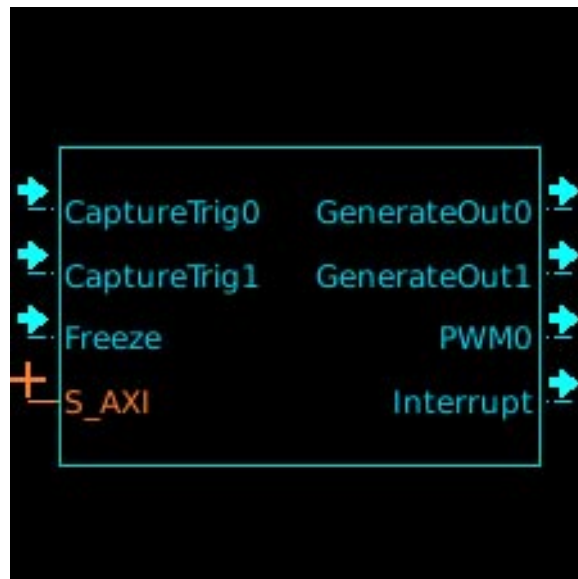 CaptureTrig0 GenerateOut0
CaptureTrig1 GenerateOut1
Freeze PWM0
S_AXI Interrupt